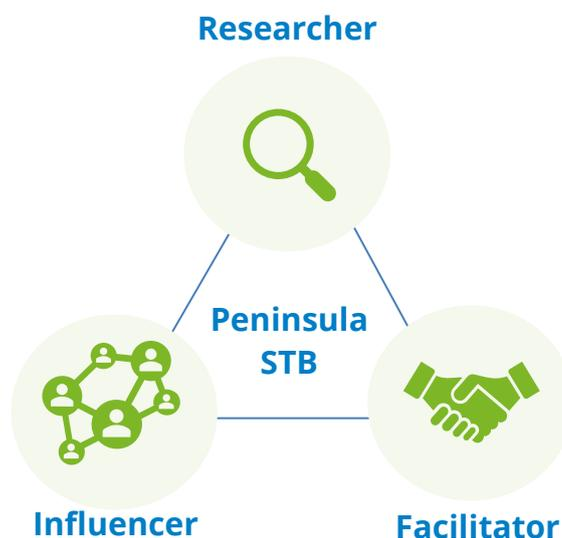 Researcher
Peninsula
STB
Influencer
Facilitator